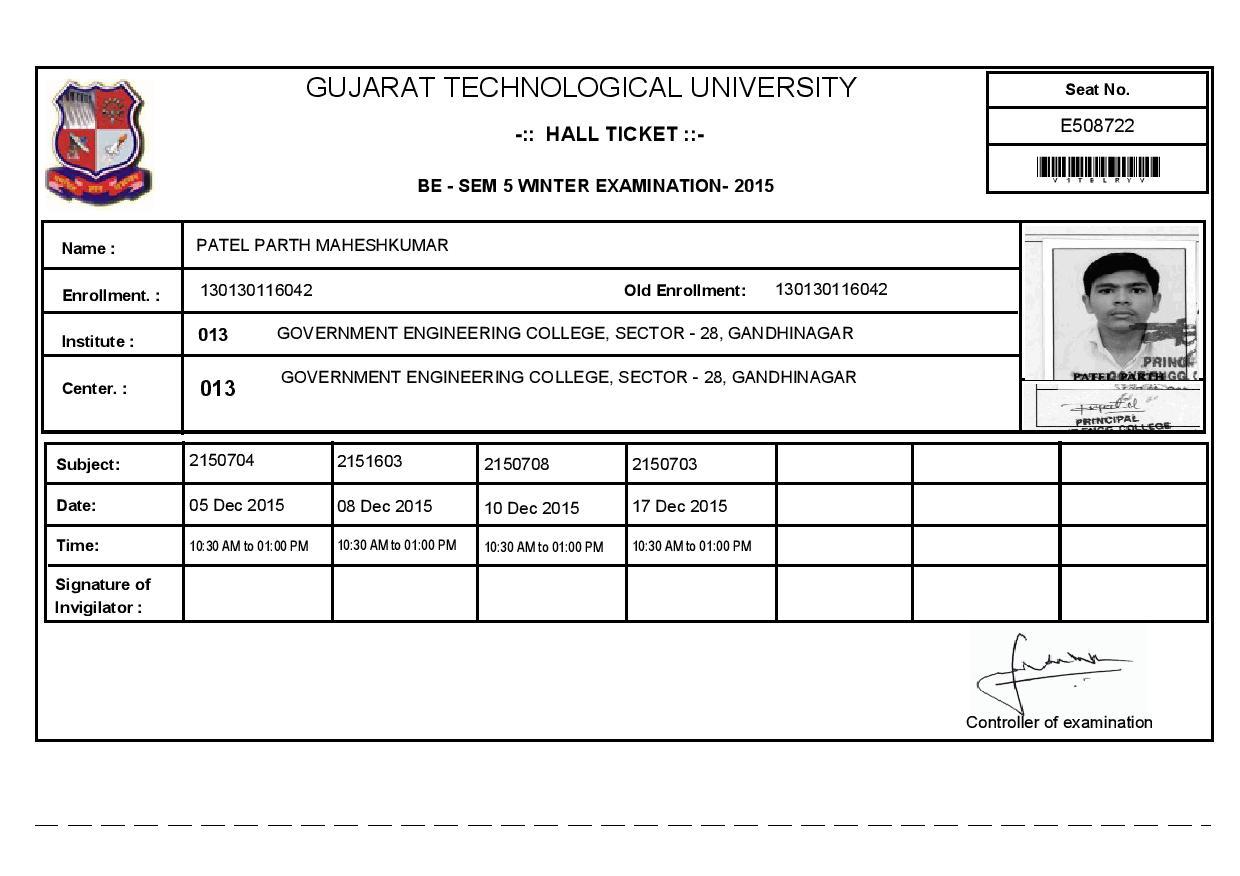 GUJARAT TECHNOLOGICAL UNIVERSITY
-:: HALL TICKET ::-
BE - SEM 5 WINTER EXAMINATION- 2015
Seat No.
E508722
Name : PATEL PARTH MAHESHKUMAR
Enrollment. : 130130116042 Old Enrollment: 130130116042
Institute : 013 GOVERNMENT ENGINEERING COLLEGE, SECTOR - 28, GANDHINAGAR
Center. : 013 GOVERNMENT ENGINEERING COLLEGE, SECTOR - 28, GANDHINAGAR
PATEL PARTH
PRINCIPAL
COLLEGE
Subject: 2150704 2151603 2150708 2150703
Date: 05 Dec 2015 08 Dec 2015 10 Dec 2015 17 Dec 2015
Time: 10:30 AM to 01:00 PM 10:30 AM to 01:00 PM 10:30 AM to 01:00 PM 10:30 AM to 01:00 PM
Signature of
Invigilator :
Controller of examination